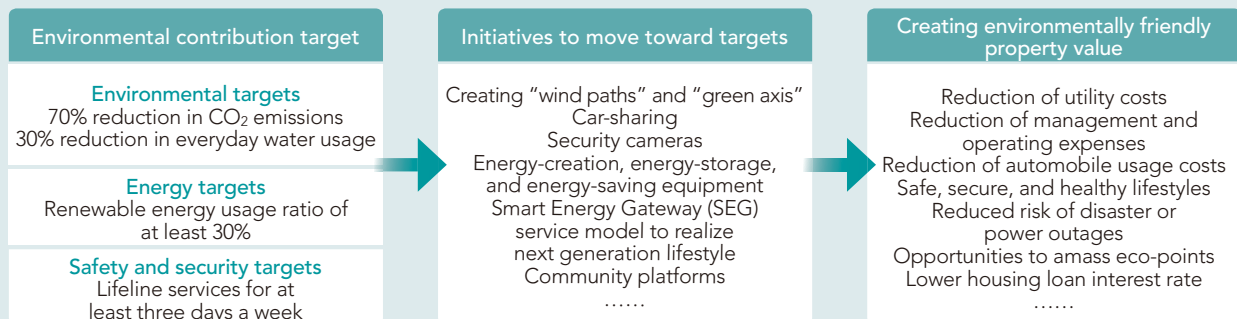 Environmental contribution target
Environmental targets
70% reduction in CO₂ emissions
30% reduction in everyday water usage
Energy targets
Renewable energy usage ratio of
at least 30%
Safety and security targets
Lifeline services for at
least three days a week
Initiatives to move toward targets
Creating “wind paths” and “green axis”
Car-sharing
Security cameras
Energy-creation, energy-storage,
and energy-saving equipment
Smart Energy Gateway (SEG)
service model to realize
next generation lifestyle
Community platforms
……
Creating environmentally friendly
property value
Reduction of utility costs
Reduction of management and
operating expenses
Reduction of automobile usage costs
Safe, secure, and healthy lifestyles
Reduced risk of disaster or
power outages
Opportunities to amass eco-points
Lower housing loan interest rate
……